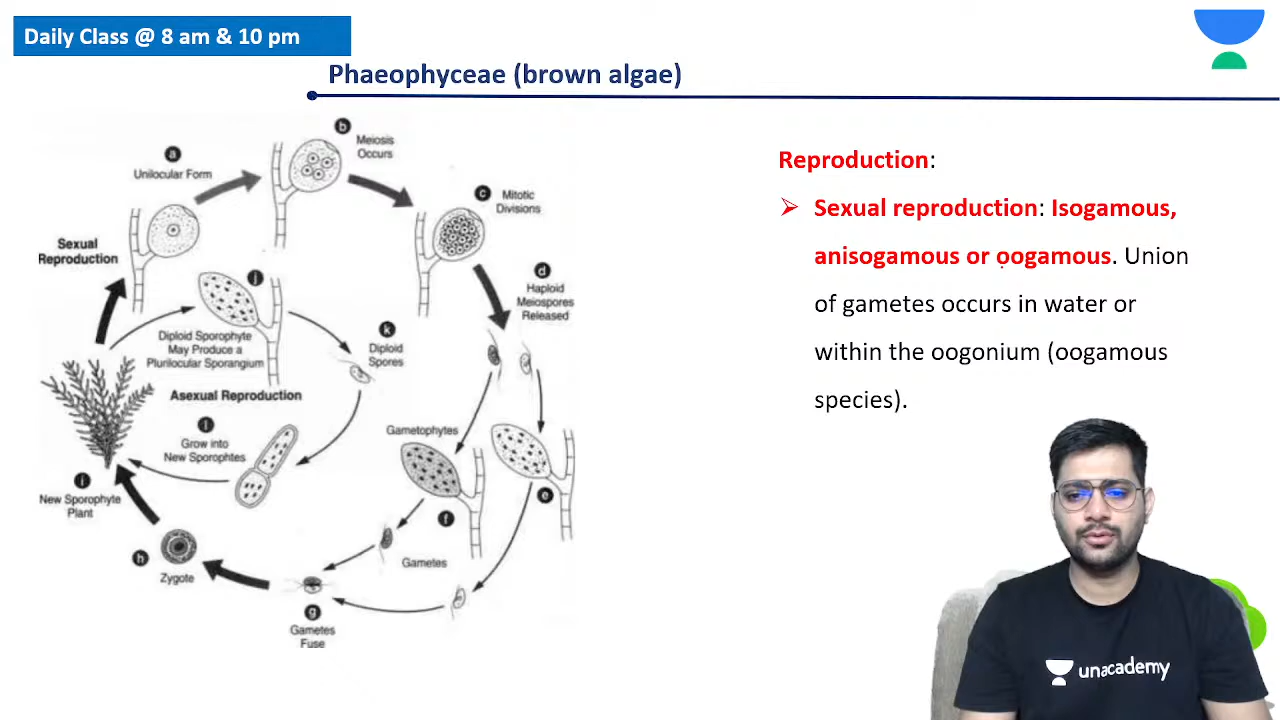 Daily Class @ 8 am & 10 pm
Phaeophyceae (brown algae)
a
Unilocular Form
b
Meiosis
Occurs
c
Mitotic
Divisions
d
Haploid
Meiospores
Released
Sexual
Reproduction
j
Diploid Sporophyte
May Produce a
Plurilocular Sporangium
k
Diploid
Spores
Asexual Reproduction
l
Grow into
New Sporophtes
Gametophytes
e
f
i
New Sporophyte
Plant
h
Zygote
Gametes
g
Gametes
Fuse
Reproduction:
➢ Sexual reproduction: Isogamous,
anisogamous or oogamous. Union
of gametes occurs in water or
within the oogonium (oogamous
species).
unacademy